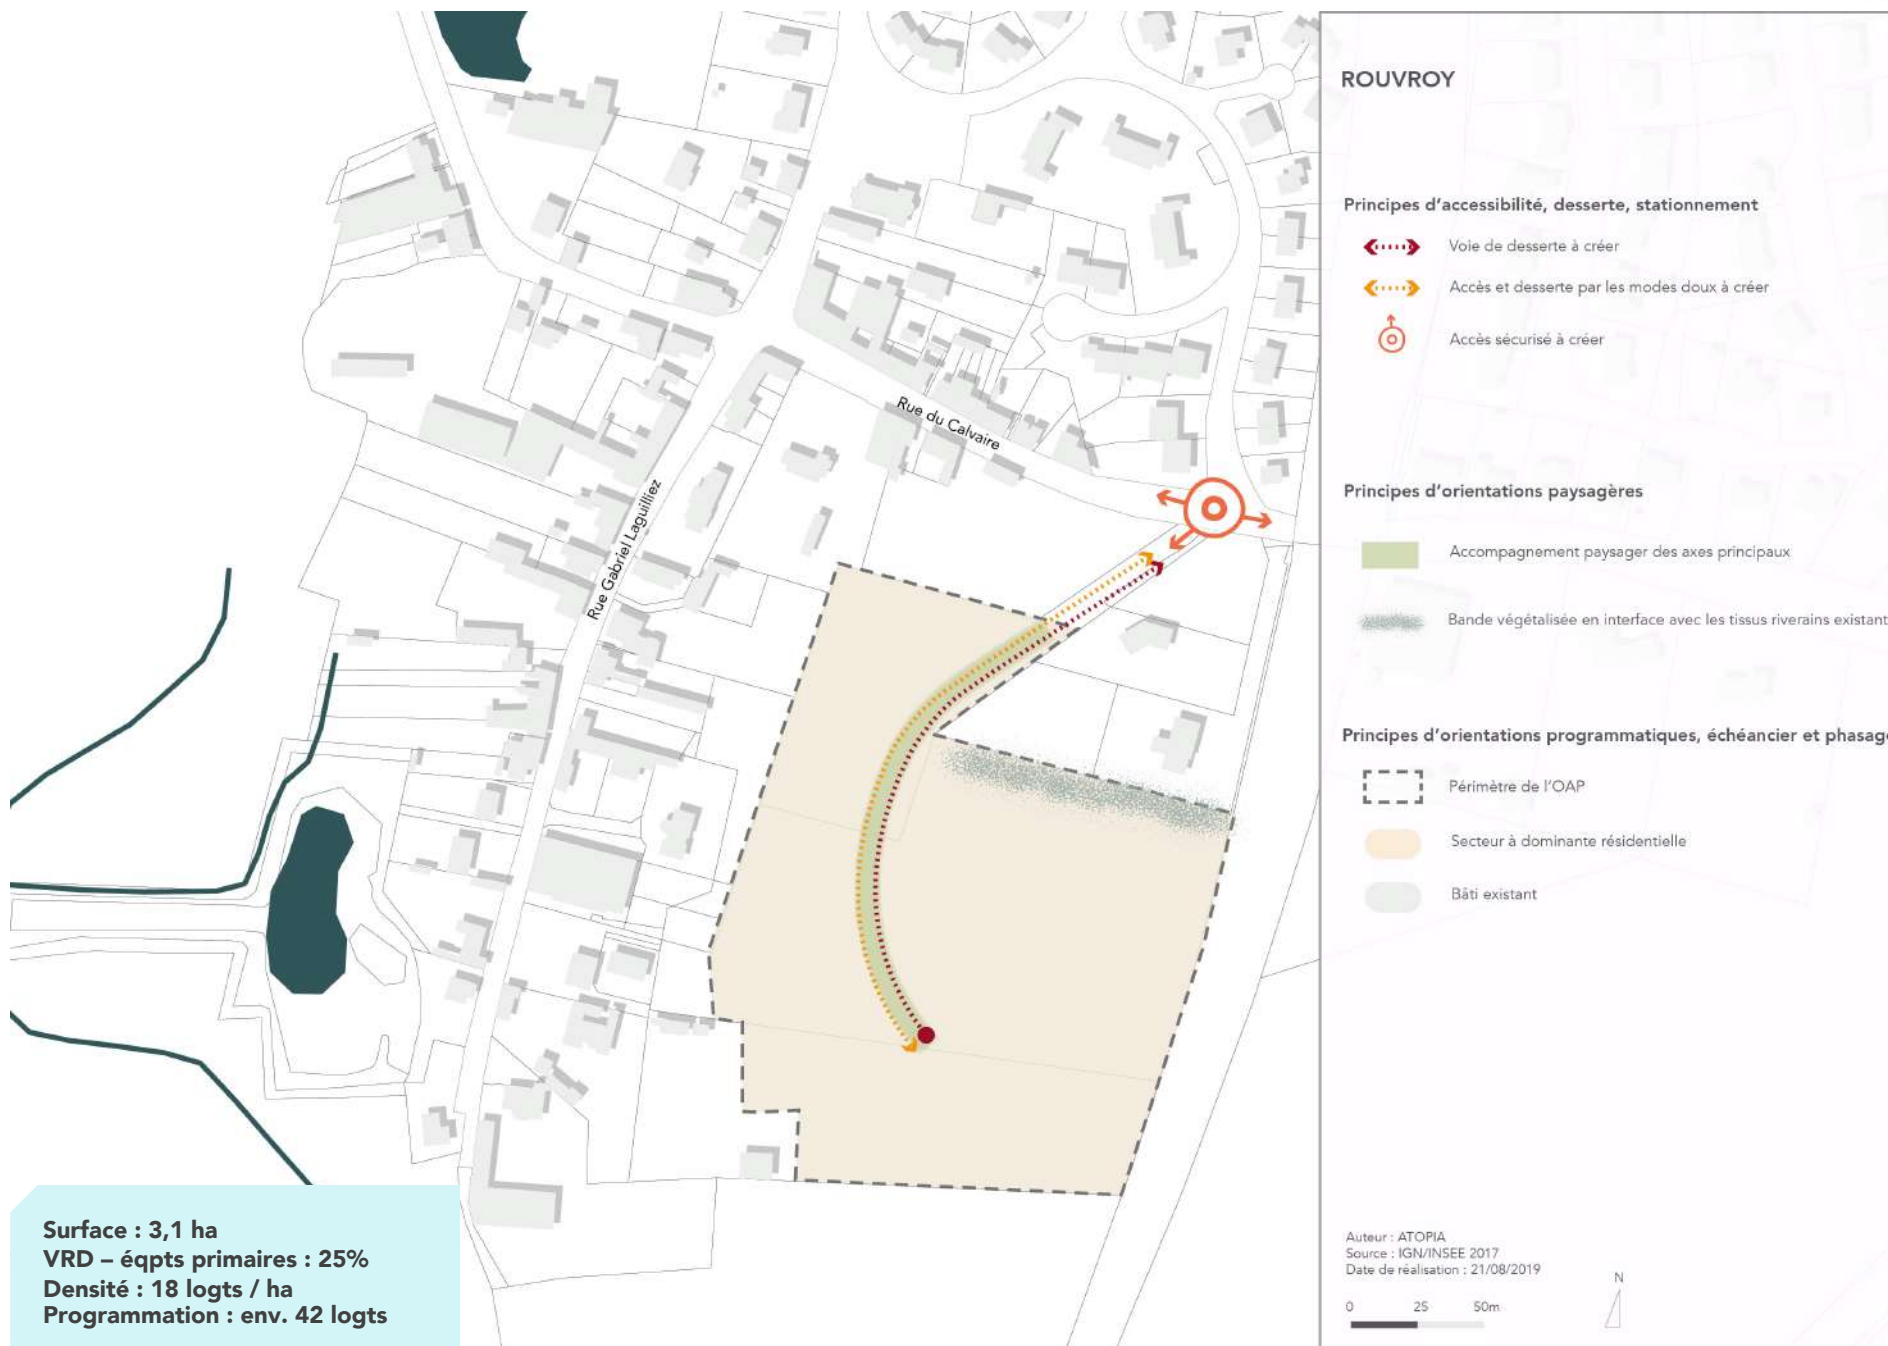 ROUVROY
Principes d'accessibilité, desserte, stationnement
Voie de desserte à créer
Accès et desserte par les modes doux à créer
Accès sécurisé à créer
Principes d'orientations paysagères
Accompagnement paysager des axes principaux
Bande végétalisée en interface avec les tissus riverains existant
Principes d'orientations programmatiques, échéancier et phasag
Périmètre de l'OAP
Secteur à dominante résidentielle
Bâti existant
Auteur : ATOPIA
Source : IGN/INSEE 2017
Date de réalisation : 21/08/2019
N
0 25 50m
Rue du Calvaire
Rue Gabriel Laguilliez
Surface : 3,1 ha
VRD – éqpts primaires : 25%
Densité : 18 logts / ha
Programmation : env. 42 logts